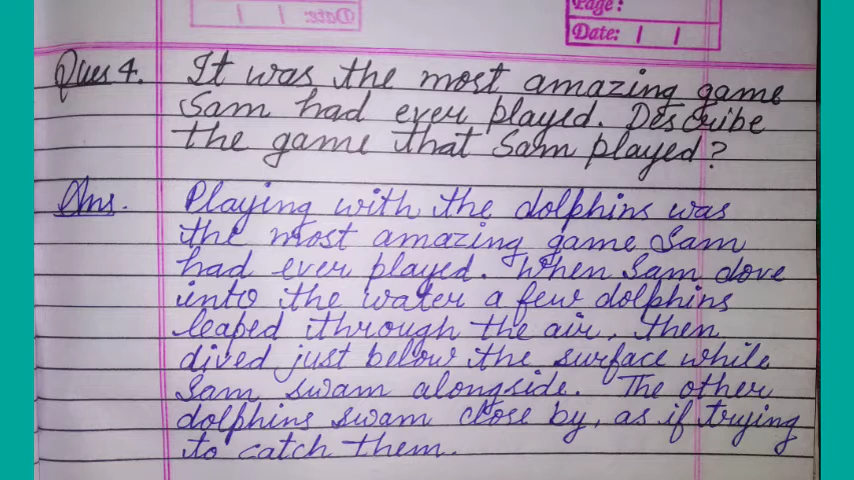 Page:
Date:
Date:
Ques 4. It was the most amazing game
Sam had ever played. Describe
the game that Sam played?
Ans. Playing with the dolphins was
the most amazing game Sam
had ever played. When Sam dove
into the water a few dolphins
leaped through the air, then
dived just below the surface while
Sam swam alongside. The other
dolphins swam close by, as if trying
to catch them.